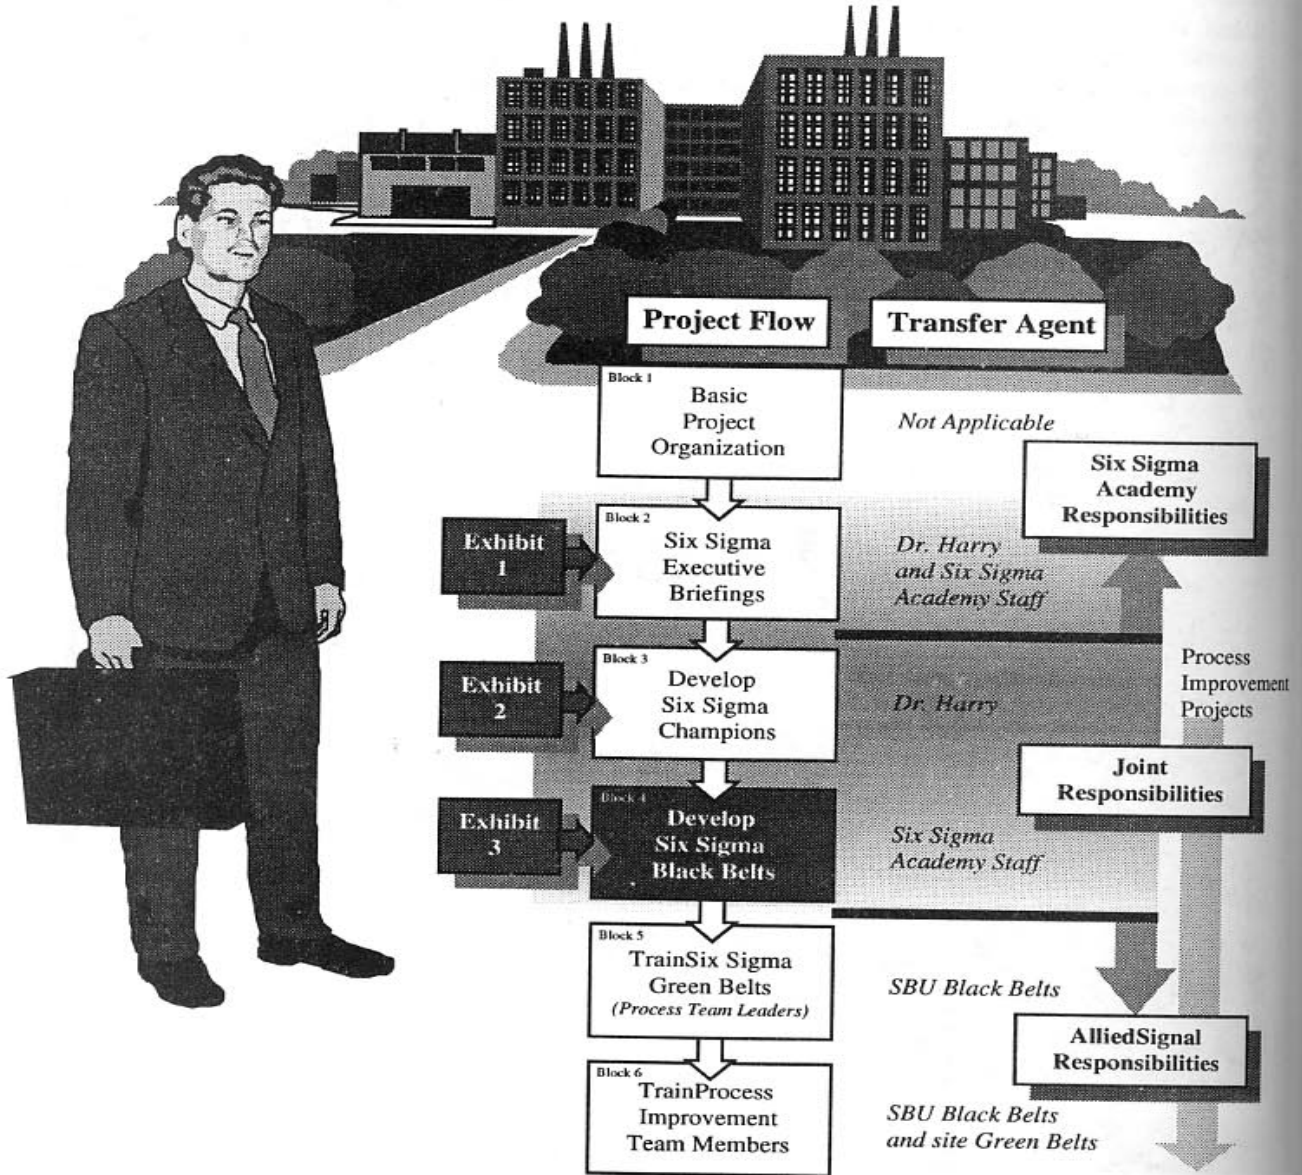 Project Flow
Transfer Agent
Block 1
Basic
Project
Organization
Not Applicable
Six Sigma
Academy
Responsibilities
Exhibit
1
Block 2
Six Sigma
Executive
Briefings
Dr. Harry
and Six Sigma
Academy Staff
Exhibit
2
Block 3
Develop
Six Sigma
Champions
Dr. Harry
Process
Improvement
Projects
Joint
Responsibilities
Exhibit
3
Block 4
Develop
Six Sigma
Black Belts
Six Sigma
Academy Staff
Block 5
TrainSix Sigma
Green Belts
(Process Team Leaders)
SBU Black Belts
AlliedSignal
Responsibilities
Block 6
TrainProcess
Improvement
Team Members
SBU Black Belts
and site Green Belts